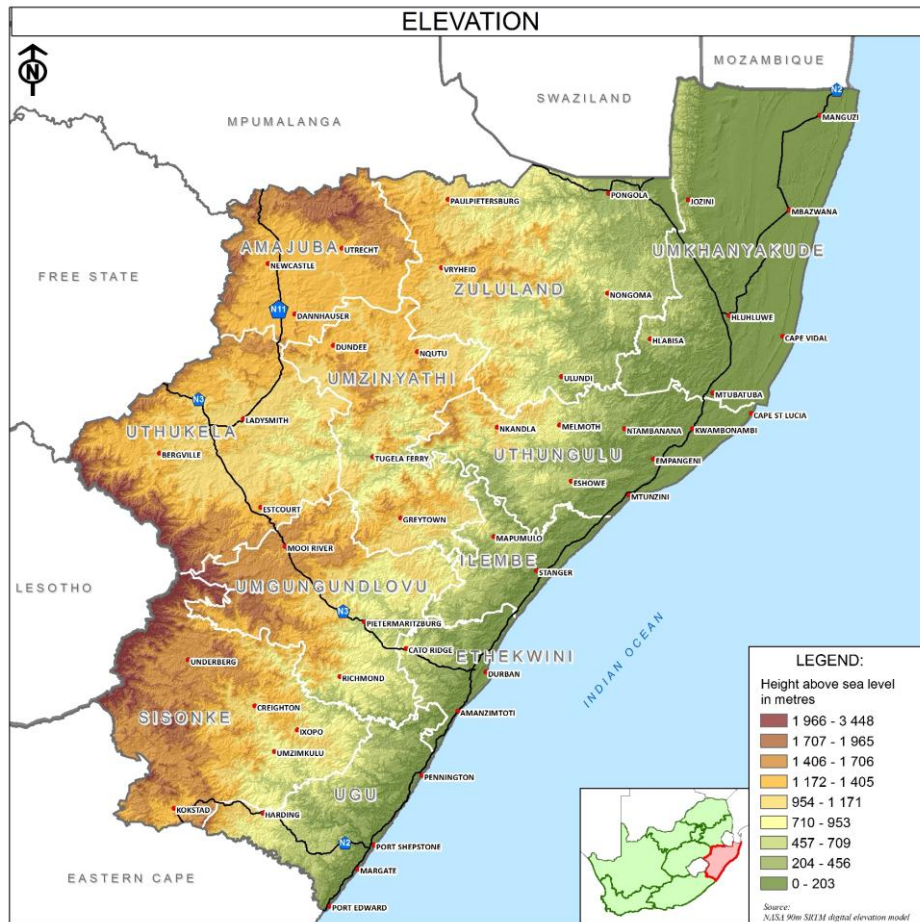 ELEVATION
N
MOZAMBIQUE
SWAZILAND
MPUMALANGA
N2
MANGUZI
PAULPIETERSBURG
PONGOLA
JOZINI
MBAZWANA
AMAJUBA
UTRECHT
UMKHANYAKUDE
FREE STATE
NEWCASTLE
VRYHEID
ZULULAND
NONGOMA
N11
DANNHAUSER
HLUHLUWE
DUNDEE
NQUTU
HLABISA
CAPE VIDAL
UMZINYATHI
ULUNDI
N3
MTUBATUBA
UTHUKELA
LADYSMITH
CAPE ST LUCIA
NKANDLA
MELMOTH
NTAMBANANA
KWAMBONAMBI
BERGVILLE
TUGELA FERRY
UTHUNGULU
EMPANGENI
ESHOWE
MTUNZINI
ESTCOURT
GREYTOWN
MOOI RIVER
MAPUMULO
ILEMBE
LESOTHO
UMGUNGUNDLOVU
STANGER
N3
PIETERMARITZBURG
CATO RIDGE
ETHEKWINI
UNDERBERG
RICHMOND
DURBAN
INDIAN OCEAN
SISONKE
CREIGHTON
AMANZIMTOTI
IXOPO
UMZIMKULU
PENNINGTON
UGU
KOKSTAD
HARDING
N2
PORT SHEPSTONE
EASTERN CAPE
MARGATE
PORT EDWARD
LEGEND:
Height above sea level
in metres
1 966 - 3 448
1 707 - 1 965
1 406 - 1 706
1 172 - 1 405
954 - 1 171
710 - 953
457 - 709
204 - 456
0 - 203
Source:
NASA 90m SRTM digital elevation model